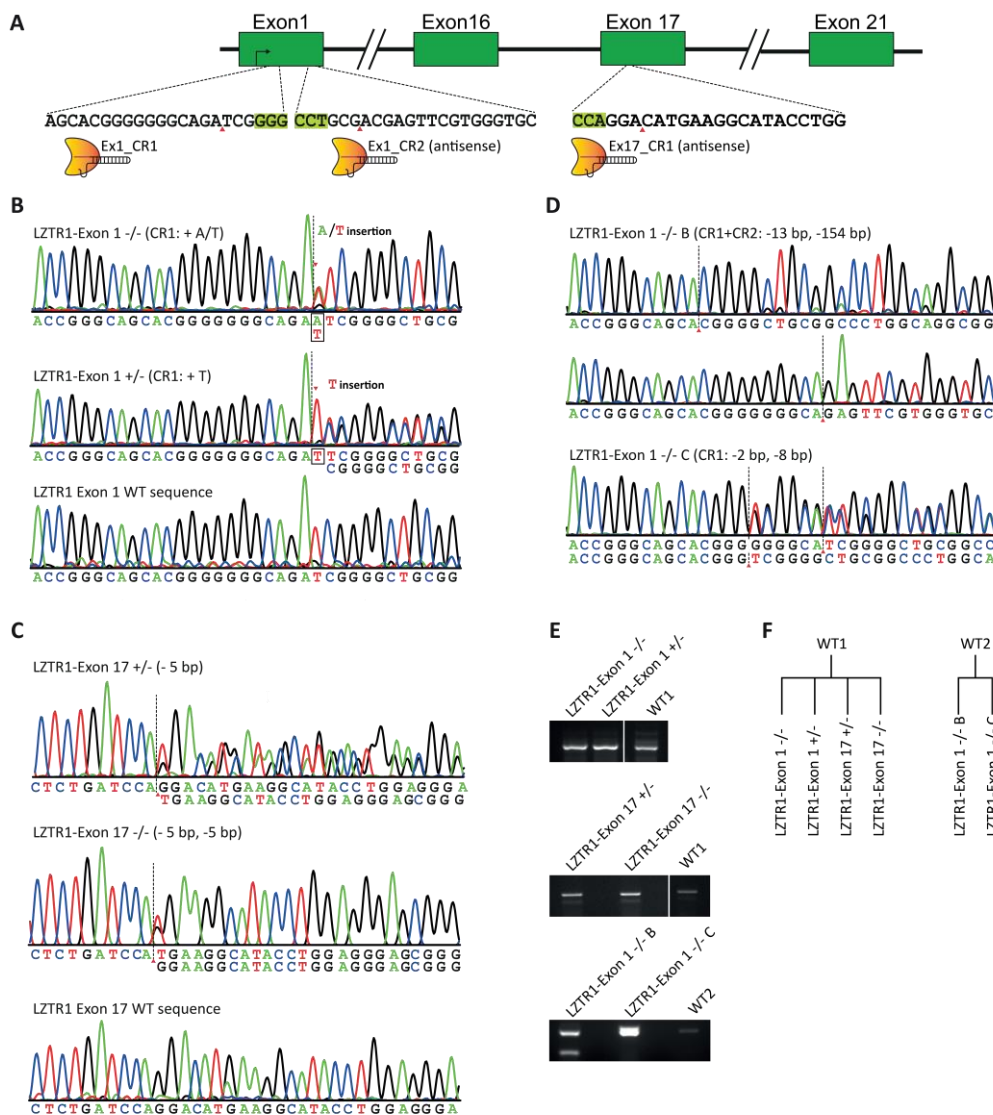 A
Exon1
Exon16
Exon 17
Exon 21
AGCACGGGGGGGCAGATCGGGG CCTGCGACGAGTTCGTGGGTGC
CCAGGACATGAAGGCATACCTGG
Ex1_CR1
Ex1_CR2 (antisense)
Ex17_CR1 (antisense)
B
LZTR1-Exon 1 -/- (CR1: + A/T)
A/T insertion
ACCGGGCAGCACGGGGGGGCAGAATCGGGGCTGCG
T
LZTR1-Exon 1 +/- (CR1: + T)
T insertion
ACCGGGCAGCACGGGGGGGCAGATTCGGGGCTGCG
CGGGGCTGCGG
LZTR1 Exon 1 WT sequence
ACCGGGCAGCACGGGGGGGCAGATCGGGGCTGCGG
C
LZTR1-Exon 17 +/- (- 5 bp)
CTCTGATCCAGGACATGAAGGCATACCTGGAGGGA
TGAAGGCATACCTGGAGGGAGCGGG
LZTR1-Exon 17 -/- (- 5 bp, -5 bp)
CTCTGATCCATGAAGGCATACCTGGAGGGAGCGGG
GGAAGGCATACCTGGAGGGAGCGGG
LZTR1 Exon 17 WT sequence
CTCTGATCCAGGACATGAAGGCATACCTGGAGGGA
D
LZTR1-Exon 1 -/- B (CR1+CR2: -13 bp, -154 bp)
ACCGGGCAGCACGGGGCTGCGGCCCTGGCAGGCGG
ACCGGGCAGCACGGGGGGGCAGAGTTCGTGGGTGC
LZTR1-Exon 1 -/- C (CR1: -2 bp, -8 bp)
ACCGGGCAGCACGGGGGGGCATCGGGGCTGCGGCC
ACCGGGCAGCACGGGTCGGGGCTGCGGCCCTGGCA
E
LZTR1-Exon 1 -/-
LZTR1-Exon 1 +/-
WT1
LZTR1-Exon 17 +/-
LZTR1-Exon 17 -/-
WT1
LZTR1-Exon 1 -/- B
LZTR1-Exon 1 -/- C
WT2
F
WT1
WT2
LZTR1-Exon 1 -/-
LZTR1-Exon 1 +/-
LZTR1-Exon 17 +/-
LZTR1-Exon 17 -/-
LZTR1-Exon 1 -/- B
LZTR1-Exon 1 -/- C